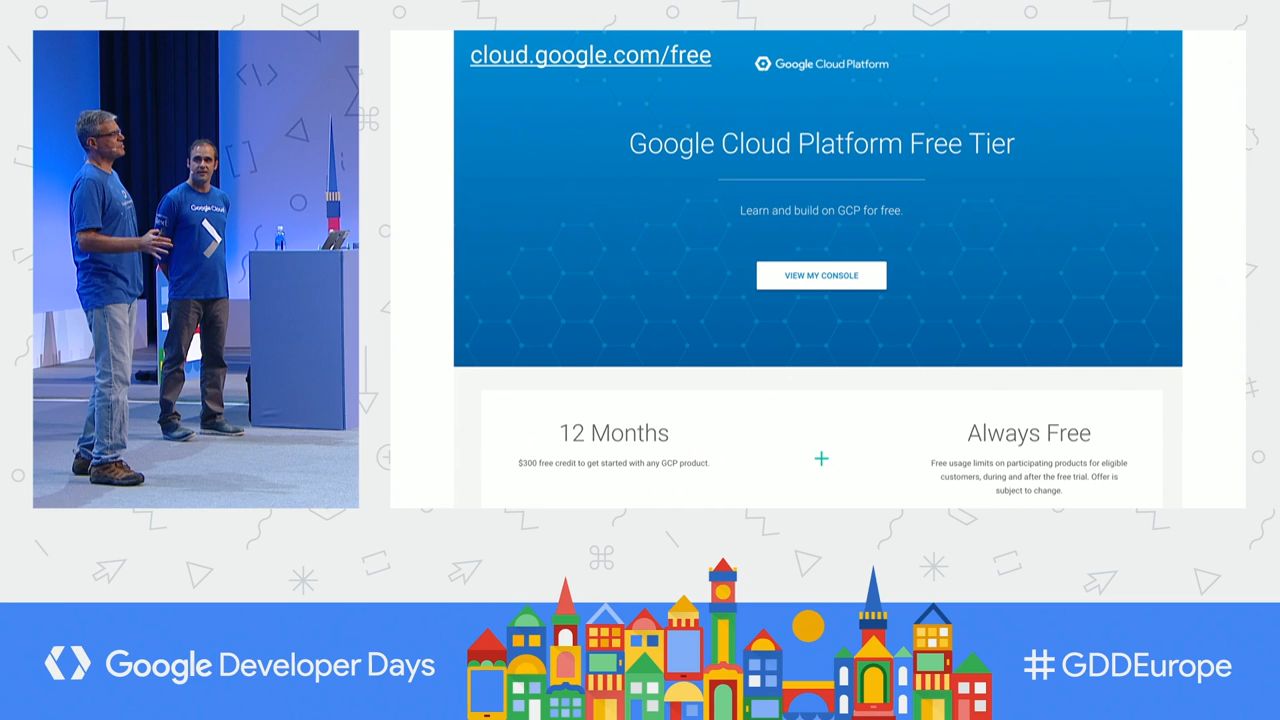 cloud.google.com/free
Google Cloud Platform
Google Cloud Platform Free Tier
Learn and build on GCP for free.
VIEW MY CONSOLE
12 Months
$300 free credit to get started with any GCP product.
+
Always Free
Free usage limits on participating products for eligible
customers, during and after the free trial. Offer is
subject to change.
Google Cloud
Google Developer Days
#GDDEurope